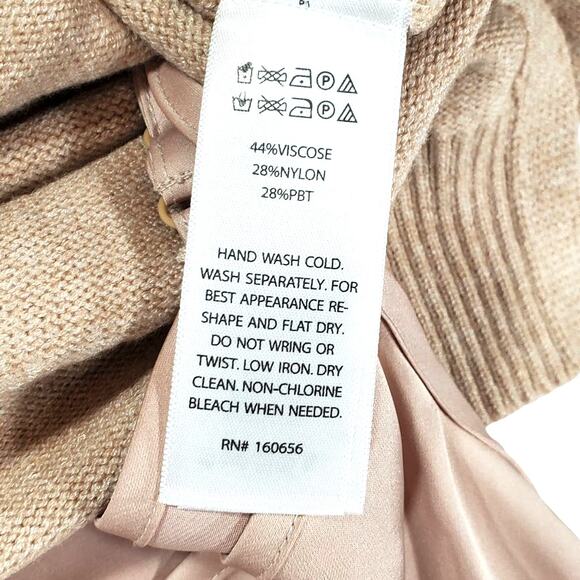 44%VISCOSE
28%NYLON
28%PBT
HAND WASH COLD.
WASH SEPARATELY. FOR
BEST APPEARANCE RE-
SHAPE AND FLAT DRY.
DO NOT WRING OR
TWIST. LOW IRON. DRY
CLEAN. NON-CHLORINE
BLEACH WHEN NEEDED.
RN# 160656